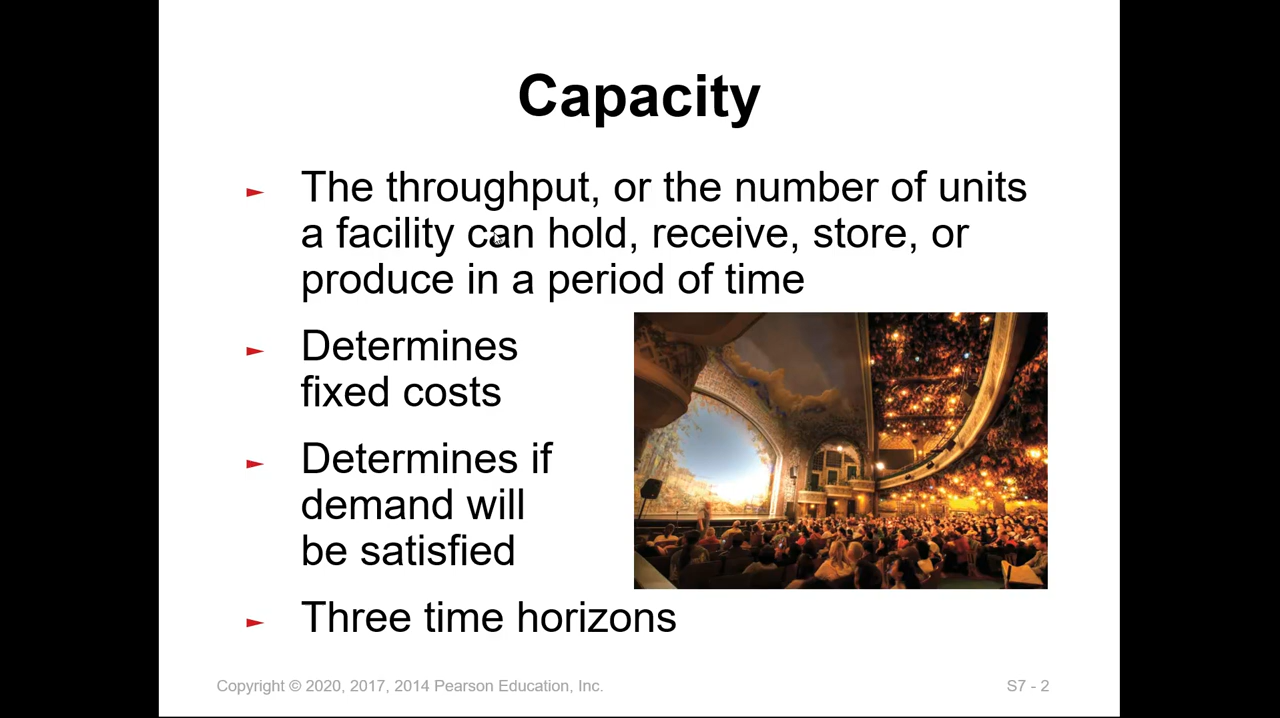 Capacity
The throughput, or the number of units
a facility can hold, receive, store, or
produce in a period of time
Determines
fixed costs
Determines if
demand will
be satisfied
Three time horizons
Copyright © 2020, 2017, 2014 Pearson Education, Inc.
S7 - 2